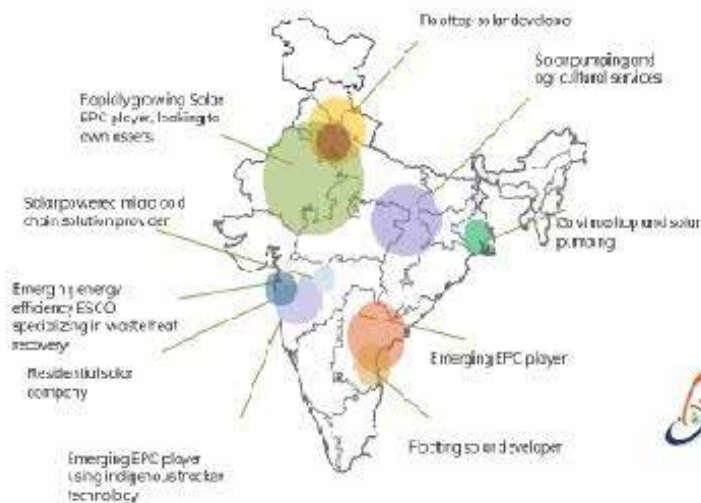 Rooftop solar developer
Solar pumping and
agricultural services
Rapidly growing Solar
EPC player, looking to
own assets
Solar powered micro cold
chain solution provider
rooftop and solar
pumping
Emerging energy
efficiency ESCO
specializing in waste heat
recovery
Residential solar
company
Emerging EPC player
Floating solar developer
Emerging EPC player
using indigenous tracker
technology